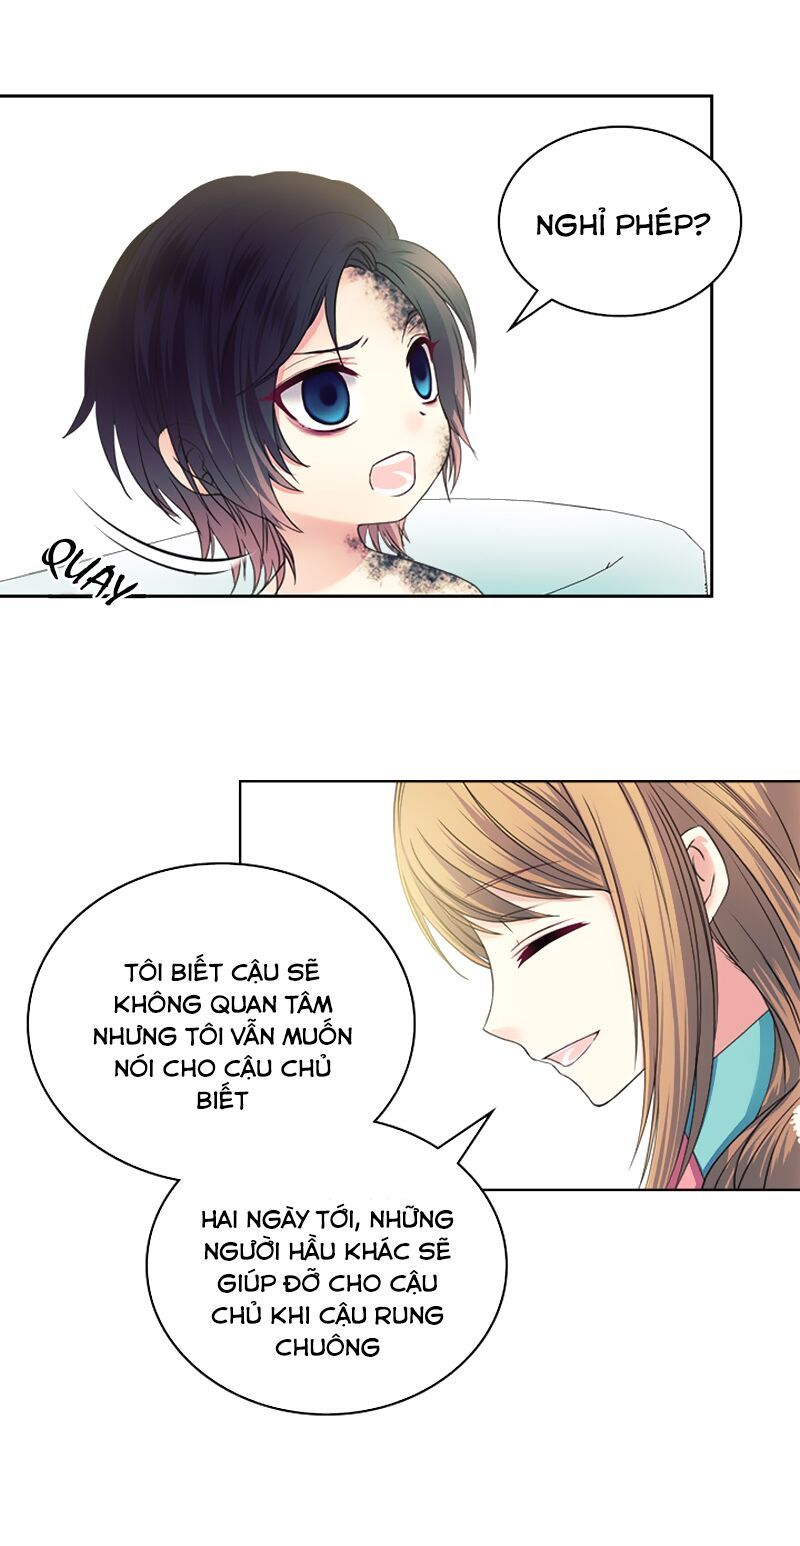 NGHỈ PHÉP?
QUAY
TÔI BIẾT CẬU SẼ
KHÔNG QUAN TÂM
NHƯNG TÔI VẪN MUỐN
NÓI CHO CẬU CHỦ
BIẾT
HAI NGÀY TỚI, NHỮNG
NGƯỜI HẦU KHÁC SẼ
GIÚP ĐỠ CHO CẬU
CHỦ KHI CẬU RUNG
CHUÔNG